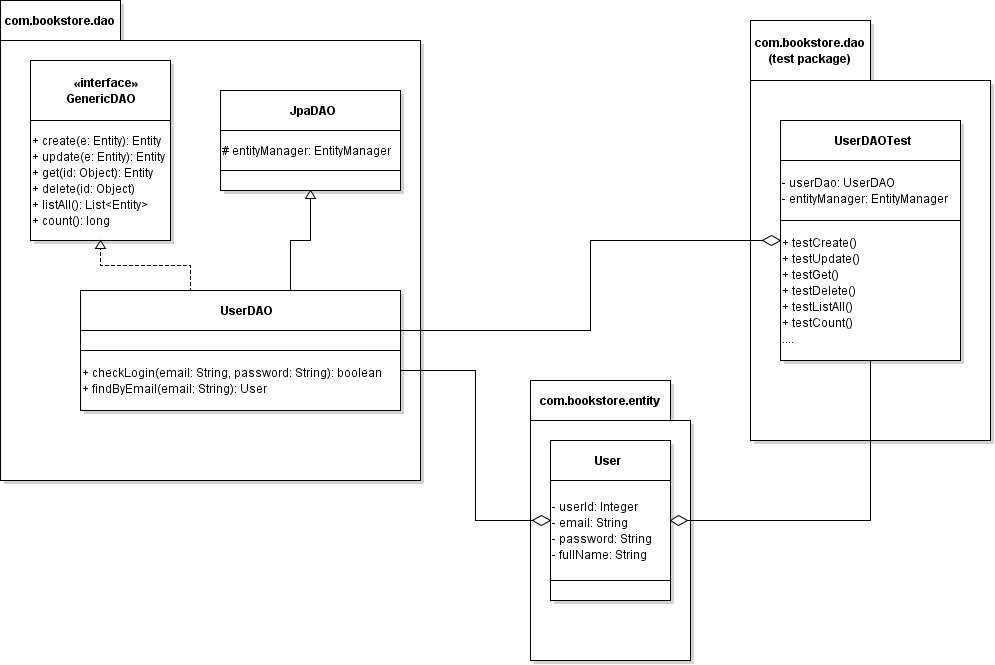 com.bookstore.dao
«interface»
GenericDAO
+ create(e: Entity): Entity
+ update(e: Entity): Entity
+ get(id: Object): Entity
+ delete(id: Object)
+ listAll(): List<Entity>
+ count(): long
JpaDAO
# entityManager: EntityManager
UserDAO
+ checkLogin(email: String, password: String): boolean
+ findByEmail(email: String): User
com.bookstore.dao
(test package)
UserDAOTest
- userDao: UserDAO
- entityManager: EntityManager
+ testCreate()
+ testUpdate()
+ testGet()
+ testDelete()
+ testListAll()
+ testCount()
....
com.bookstore.entity
User
- userId: Integer
- email: String
- password: String
- fullName: String